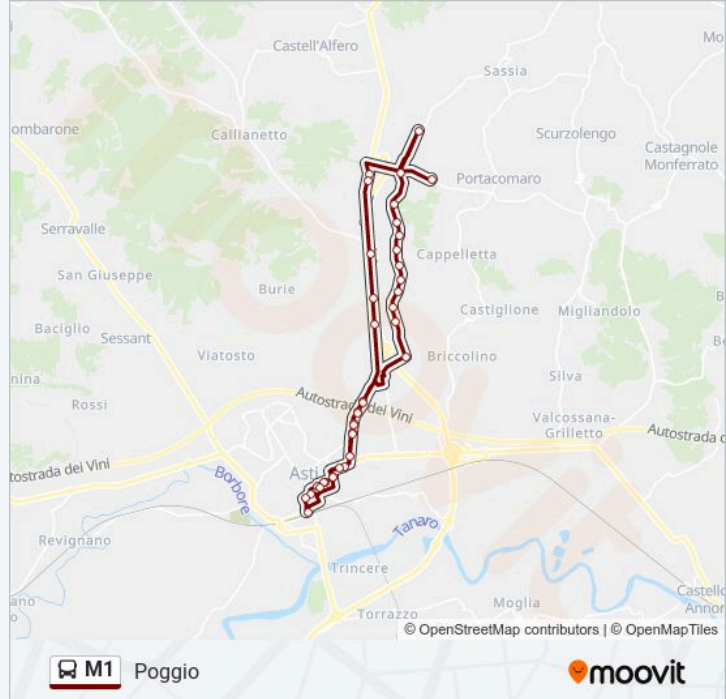 Castell'Alfero
Mo
Sassia
ombarone
Callianetto
Scurzolengo
Castagnole
Monferrato
Portacomaro
Serravalle
Cappelletta
San Giuseppe
Burie
Castiglione
Migliandolo
Baciglio
Sessant
Viatosto
Briccolino
Be
nina
Rossi
Silva
Autostrada dei Vini
Valcossana-
Grilletto
Autostrada d
tostrada dei Vini
Asti
Borbore
Tanaro
Revignano
Trincere
Castello
ano
o
Moglia
Annon
Torrazzo
© OpenStreetMap contributors | © OpenMapTiles
M1 Poggio
moovit